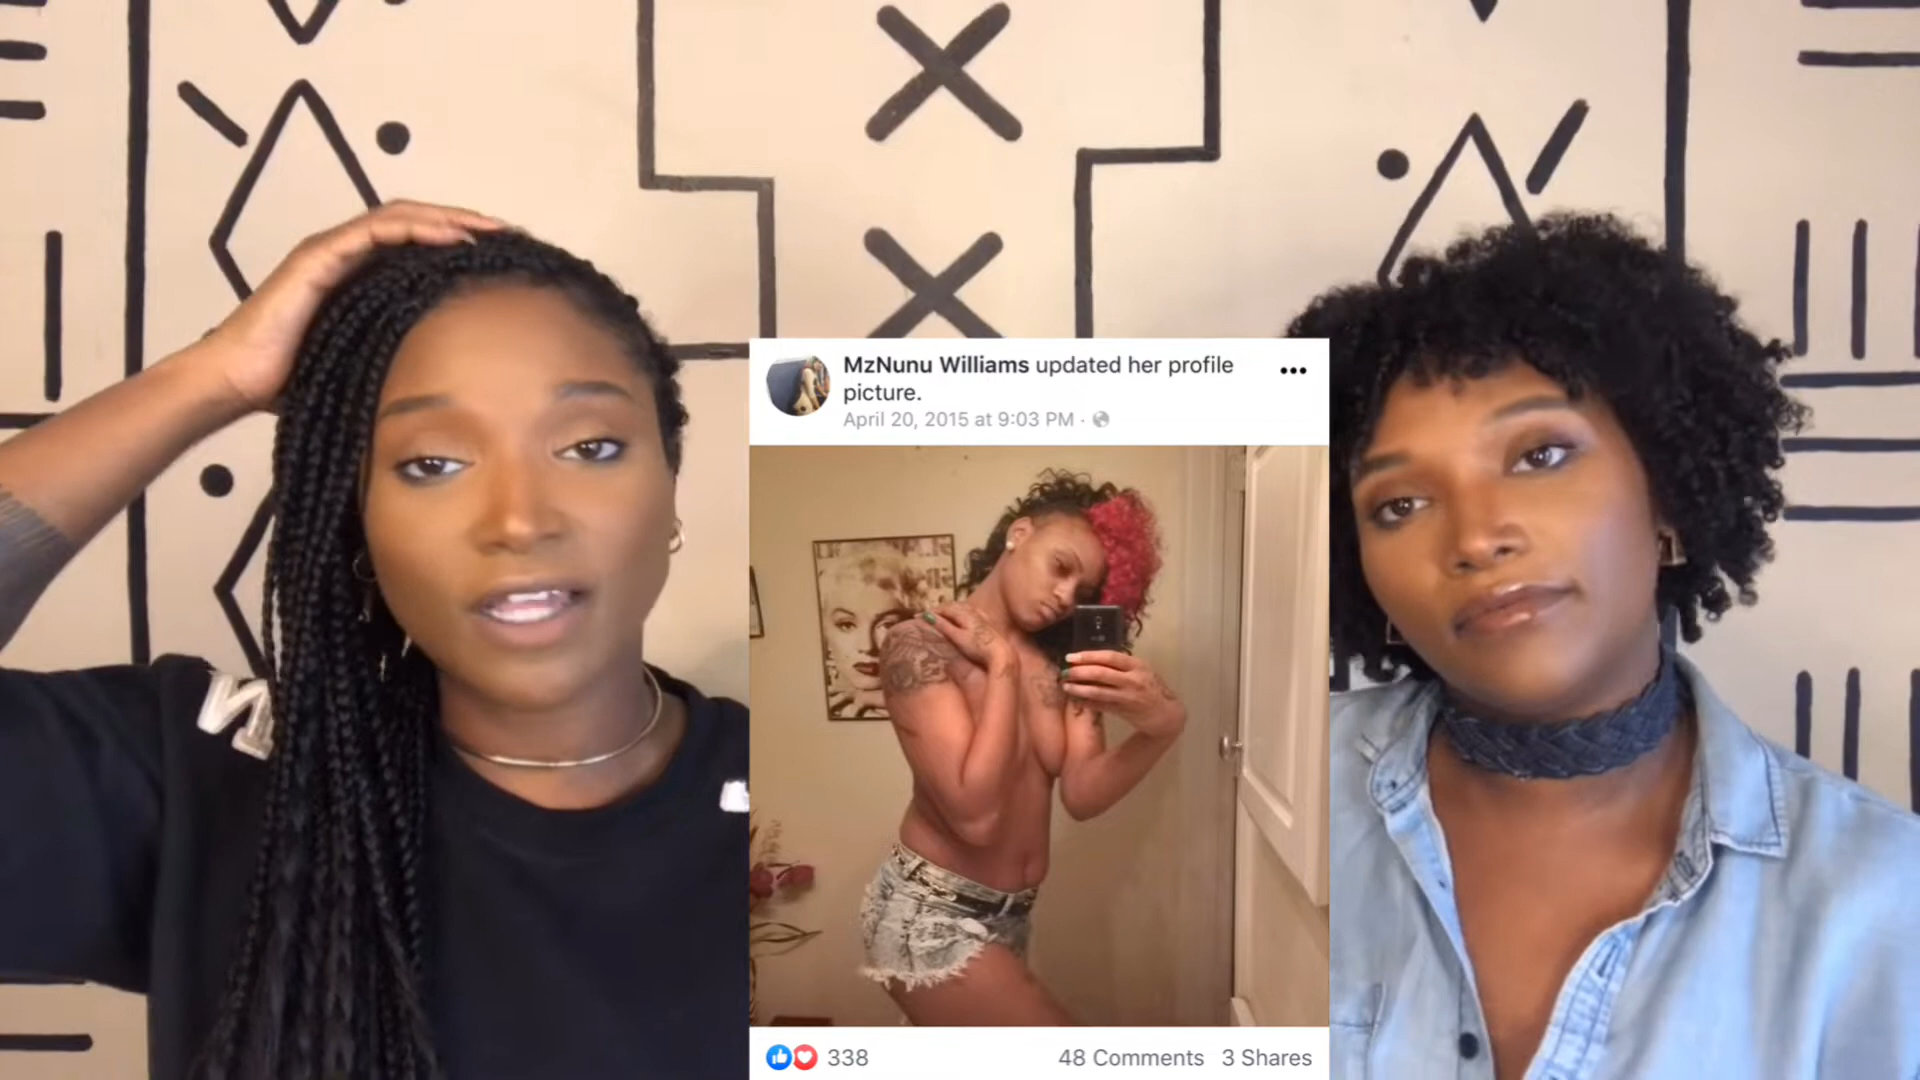 MzNunu Williams updated her profile
picture.
April 20, 2015 at 9:03 PM ·
338
48 Comments 3 Shares
N